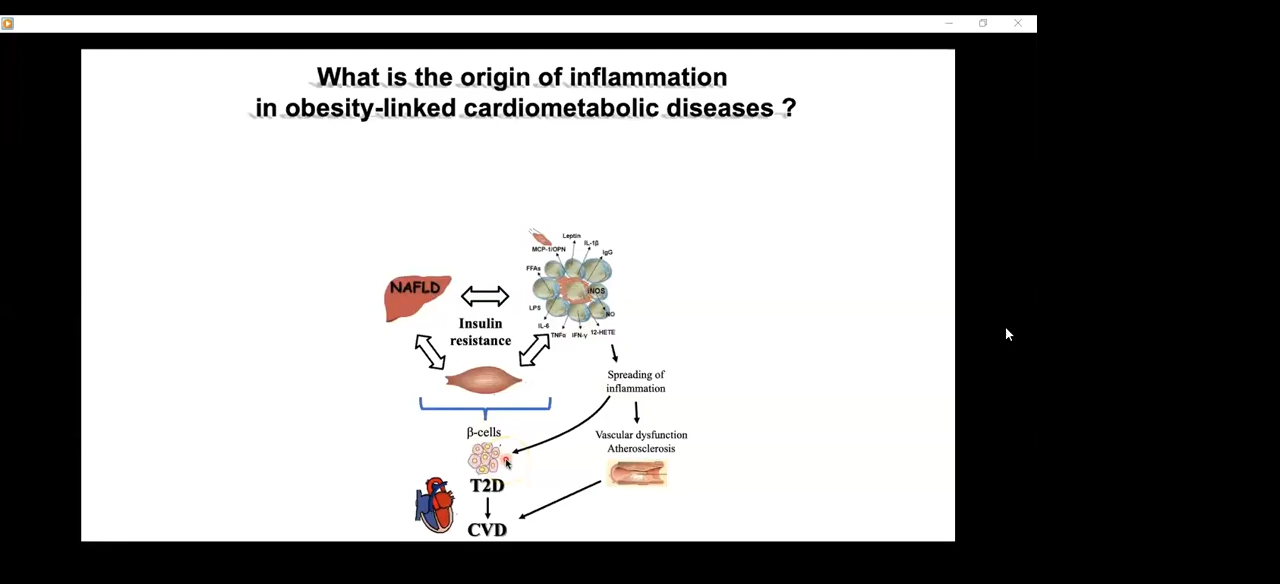 What is the origin of inflammation
in obesity-linked cardiometabolic diseases ?
Leptin
IL-1β
MCP-1/OPN
IgG
FFAs
NAFLD
iNOS
LPS
NO
Insulin
resistance
IL-6
TNFα
IFN-γ
12-HETE
Spreading of
inflammation
β-cells
Vascular dysfunction
Atherosclerosis
T2D
CVD